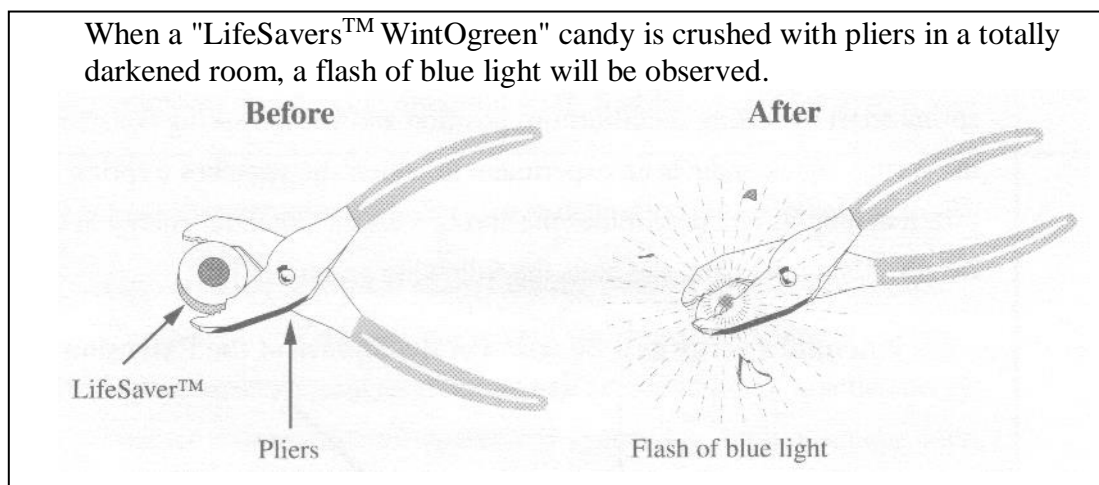 When a "LifeSavers™ WintOgreen" candy is crushed with pliers in a totally
darkened room, a flash of blue light will be observed.
Before
After
LifeSaver™
Pliers
Flash of blue light